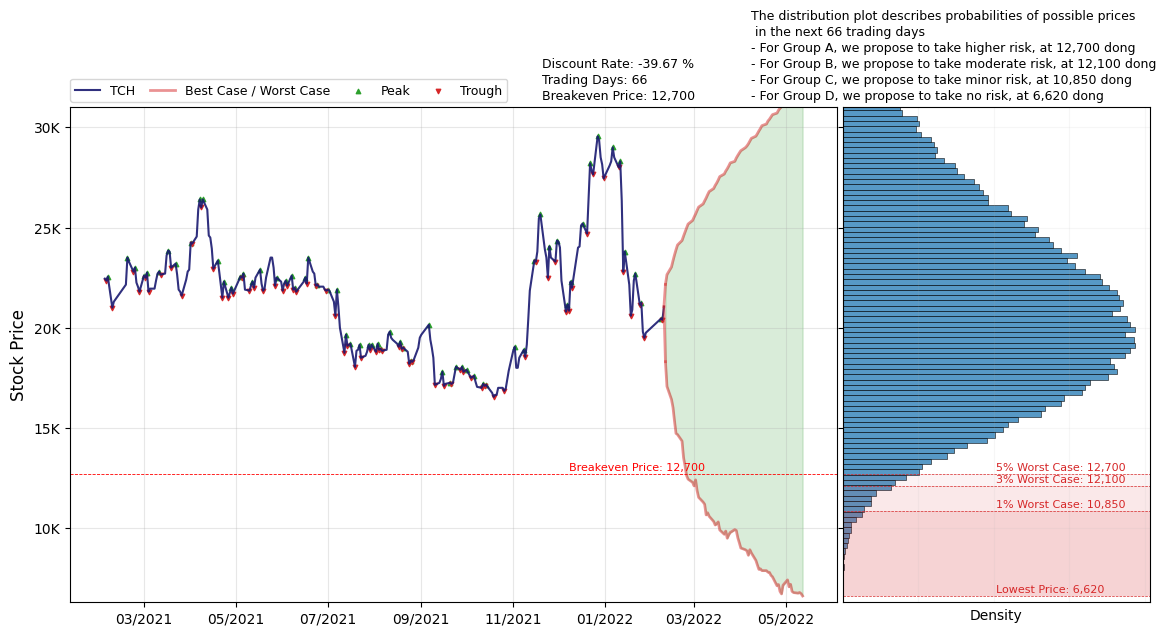 The distribution plot describes probabilities of possible prices
in the next 66 trading days
- For Group A, we propose to take higher risk, at 12,700 dong
- For Group B, we propose to take moderate risk, at 12,100 dong
- For Group C, we propose to take minor risk, at 10,850 dong
- For Group D, we propose to take no risk, at 6,620 dong
Discount Rate: -39.67 %
Trading Days: 66
Breakeven Price: 12,700
TCH
Best Case / Worst Case
Peak
Trough
Stock Price
30K
25K
20K
15K
10K
Breakeven Price: 12,700
03/2021
05/2021
07/2021
09/2021
11/2021
01/2022
03/2022
05/2022
5% Worst Case: 12,700
3% Worst Case: 12,100
1% Worst Case: 10,850
Lowest Price: 6,620
Density